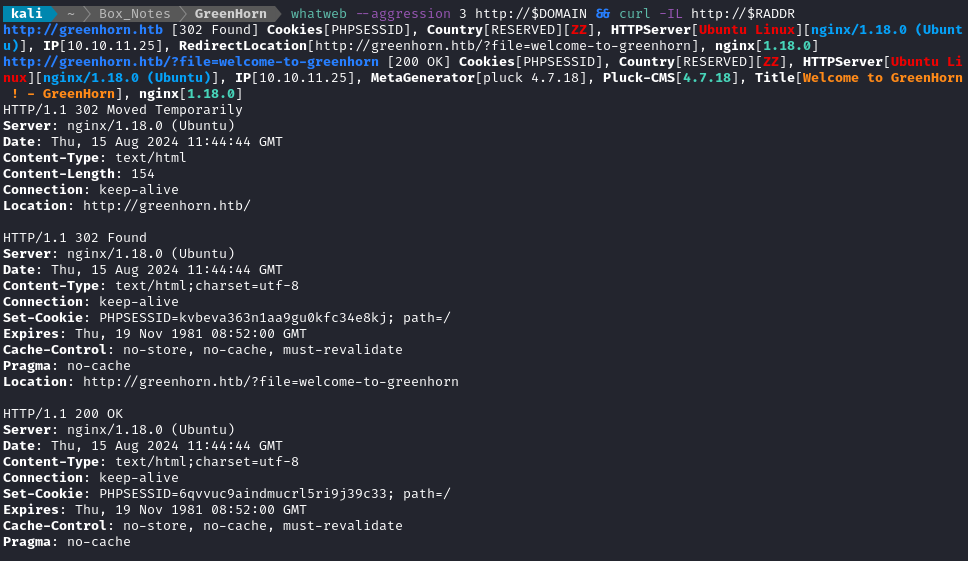 kali ~ Box_Notes GreenHorn whatweb --aggression 3 http://$DOMAIN && curl -IL http://$RADDR
http://greenhorn.htb [302 Found] Cookies[PHPSESSID], Country[RESERVED][ZZ], HTTPServer[Ubuntu Linux][nginx/1.18.0 (Ubunt
u)], IP[10.10.11.25], RedirectLocation[http://greenhorn.htb/?file=welcome-to-greenhorn], nginx[1.18.0]
http://greenhorn.htb/?file=welcome-to-greenhorn [200 OK] Cookies[PHPSESSID], Country[RESERVED][ZZ], HTTPServer[Ubuntu Li
nux][nginx/1.18.0 (Ubuntu)], IP[10.10.11.25], MetaGenerator[pluck 4.7.18], Pluck-CMS[4.7.18], Title[Welcome to GreenHorn
 ! - GreenHorn], nginx[1.18.0]
HTTP/1.1 302 Moved Temporarily
Server: nginx/1.18.0 (Ubuntu)
Date: Thu, 15 Aug 2024 11:44:44 GMT
Content-Type: text/html
Content-Length: 154
Connection: keep-alive
Location: http://greenhorn.htb/

HTTP/1.1 302 Found
Server: nginx/1.18.0 (Ubuntu)
Date: Thu, 15 Aug 2024 11:44:44 GMT
Content-Type: text/html;charset=utf-8
Connection: keep-alive
Set-Cookie: PHPSESSID=kvbeva363n1aa9gu0kfc34e8kj; path=/
Expires: Thu, 19 Nov 1981 08:52:00 GMT
Cache-Control: no-store, no-cache, must-revalidate
Pragma: no-cache
Location: http://greenhorn.htb/?file=welcome-to-greenhorn

HTTP/1.1 200 OK
Server: nginx/1.18.0 (Ubuntu)
Date: Thu, 15 Aug 2024 11:44:44 GMT
Content-Type: text/html;charset=utf-8
Connection: keep-alive
Set-Cookie: PHPSESSID=6qvvuc9aindmucrl5ri9j39c33; path=/
Expires: Thu, 19 Nov 1981 08:52:00 GMT
Cache-Control: no-store, no-cache, must-revalidate
Pragma: no-cache